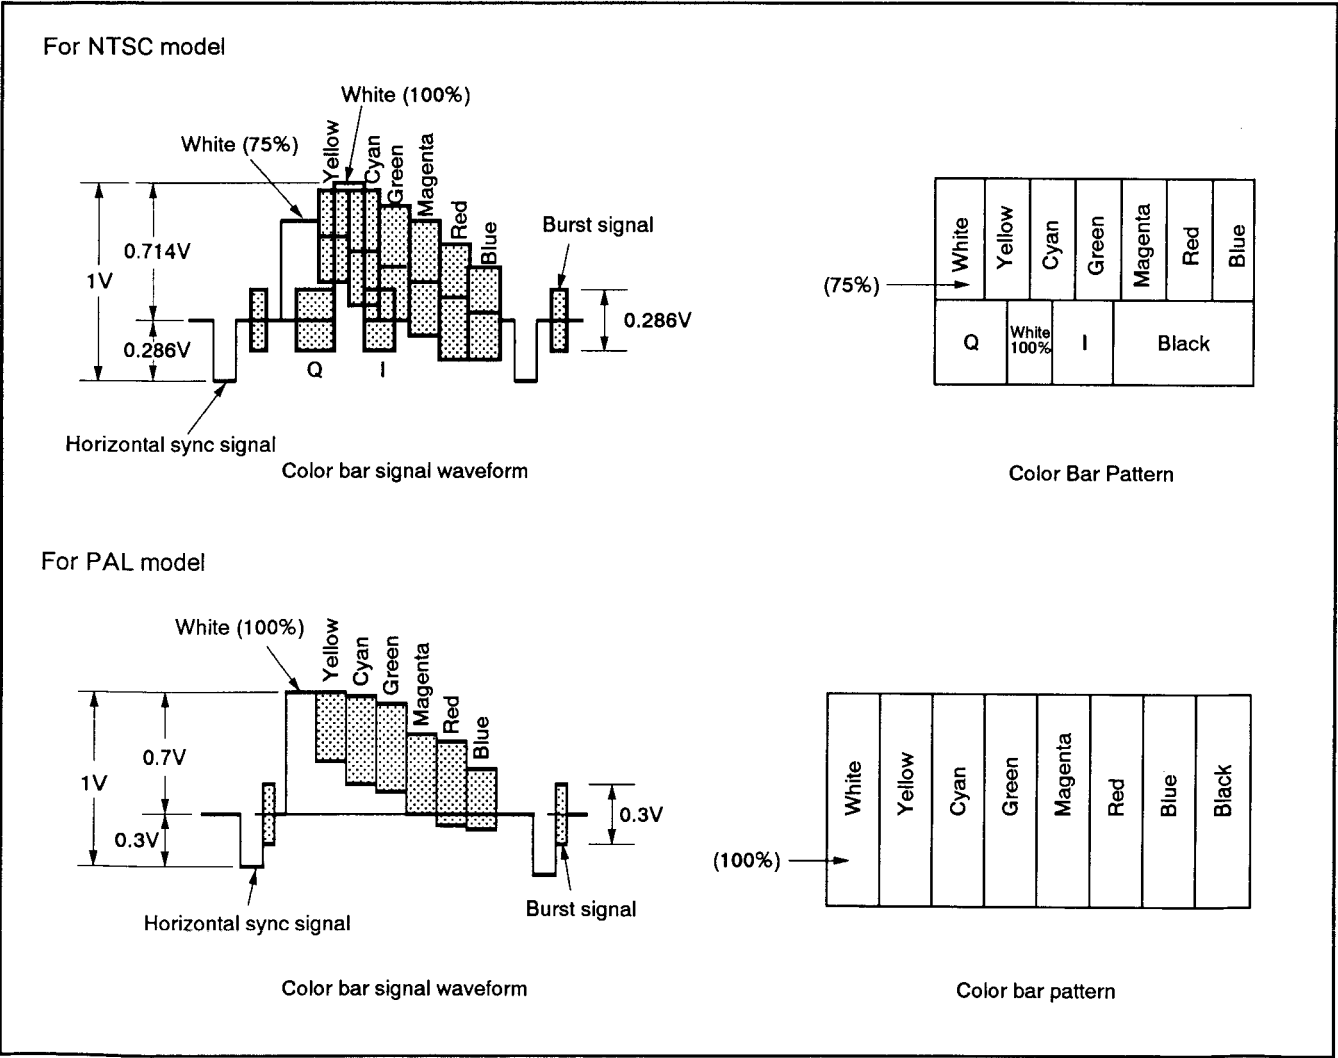 For NTSC model
White (100%)
White (75%)
Yellow
Cyan
Green
Magenta
Red
Blue
Burst signal
0.714V
1V
0.286V
0.286V
Q
I
Horizontal sync signal
Color bar signal waveform
White
Yellow
Cyan
Green
Magenta
Red
Blue
(75%)
Q
White
100%
I
Black
Color Bar Pattern
For PAL model
White (100%)
Yellow
Cyan
Green
Magenta
Red
Blue
0.7V
1V
0.3V
0.3V
Horizontal sync signal
Burst signal
Color bar signal waveform
White
Yellow
Cyan
Green
Magenta
Red
Blue
Black
(100%)
Color bar pattern